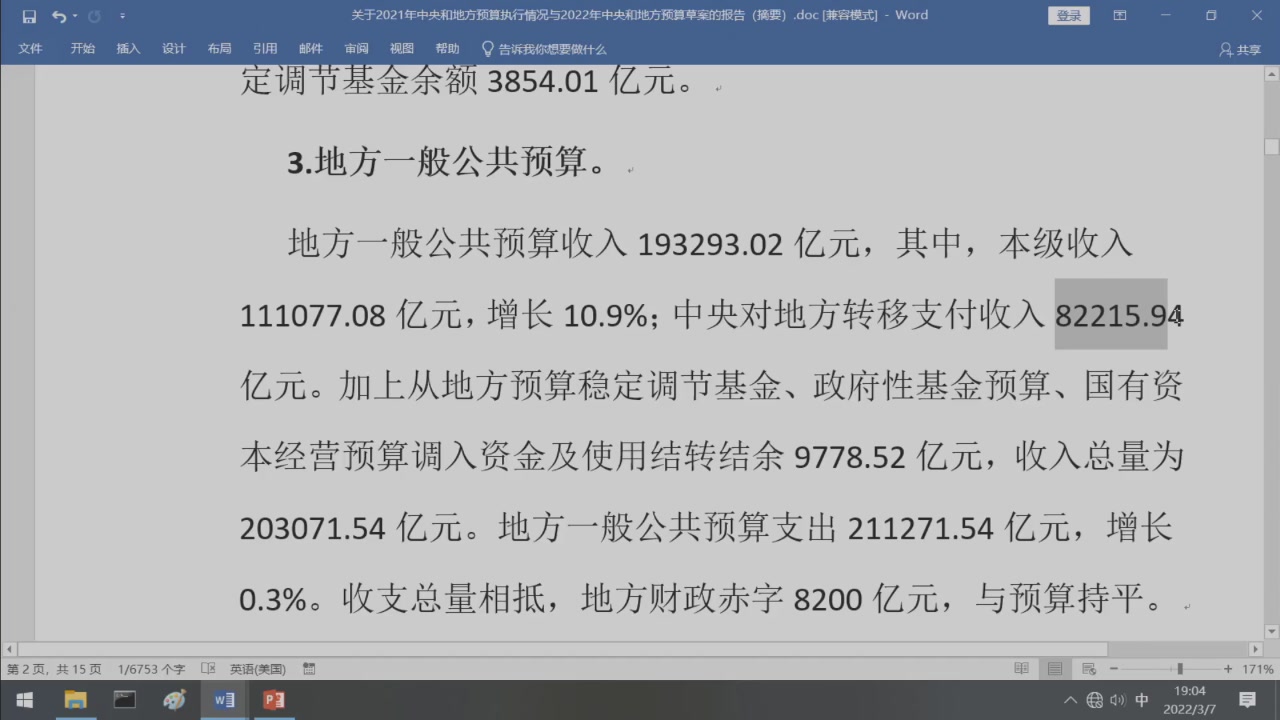 关于2021年中央和地方预算执行情况与2022年中央和地方预算草案的报告（摘要）.doc [兼容模式] - Word
登录
文件 开始 插入 设计 布局 引用 邮件 审阅 视图 帮助 告诉我你想要做什么 共享
定调节基金余额 3854.01 亿元。
3.地方一般公共预算。
地方一般公共预算收入 193293.02 亿元，其中，本级收入
111077.08 亿元，增长 10.9%；中央对地方转移支付收入 82215.94
亿元。加上从地方预算稳定调节基金、政府性基金预算、国有资
本经营预算调入资金及使用结转结余 9778.52 亿元，收入总量为
203071.54 亿元。地方一般公共预算支出 211271.54 亿元，增长
0.3%。收支总量相抵，地方财政赤字 8200 亿元，与预算持平。
第 2 页，共 15 页 1/6753 个字 英语(美国) 171%
中 19:04
2022/3/7